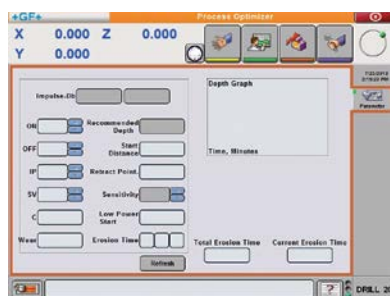 +GF+
Process Optimizer
X 0.000 Z 0.000
Y 0.000
Impulse.Db
ON
Recommended Depth
OFF
Start Distance
IP
Retract Point.
SV
Sensitivity
C
Low Power Start
Wear
Erosion Time
Refresh
Depth Graph
Time, Minutes
Total Erosion Time
Current Erosion Time
Parameter
?
DRILL 20